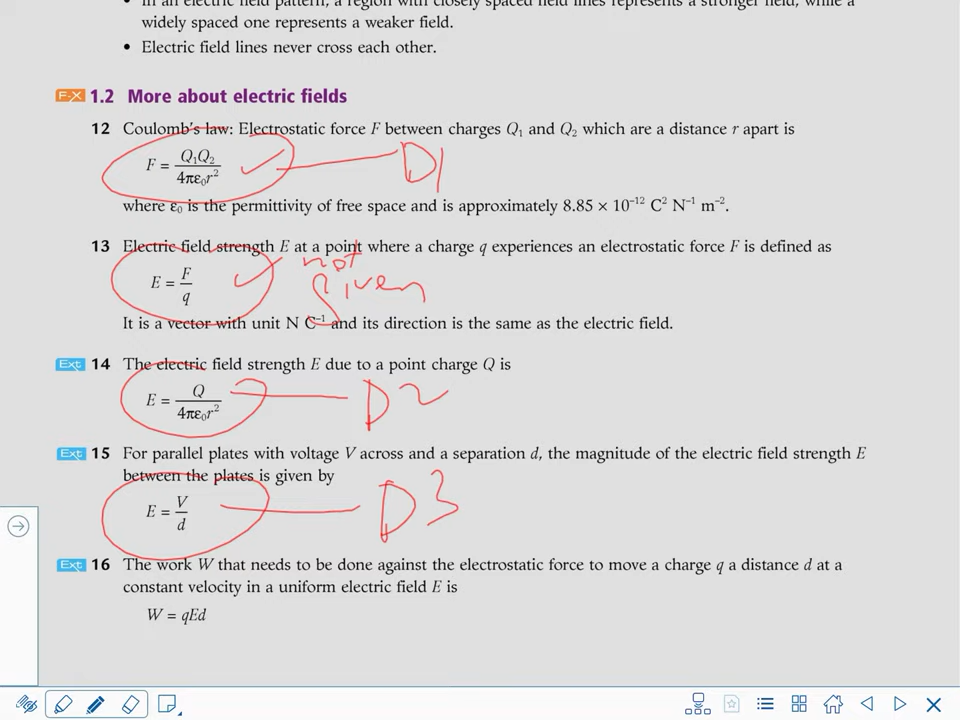 • In an electric field pattern, a region with closely spaced field lines represents a stronger field, while a
widely spaced one represents a weaker field.
• Electric field lines never cross each other.
F-X 1.2 More about electric fields
12 Coulomb's law: Electrostatic force F between charges Q₁ and Q₂ which are a distance r apart is
F = Q₁Q₂ / 4πε₀r²
D1
where ε₀ is the permittivity of free space and is approximately 8.85 × 10⁻¹² C² N⁻¹ m⁻².
13 Electric field strength E at a point where a charge q experiences an electrostatic force F is defined as
not
E = F / q
given
It is a vector with unit N C⁻¹ and its direction is the same as the electric field.
Ext 14 The electric field strength E due to a point charge Q is
E = Q / 4πε₀r²
D2
Ext 15 For parallel plates with voltage V across and a separation d, the magnitude of the electric field strength E
between the plates is given by
E = V / d
D3
Ext 16 The work W that needs to be done against the electrostatic force to move a charge q a distance d at a
constant velocity in a uniform electric field E is
W = qEd